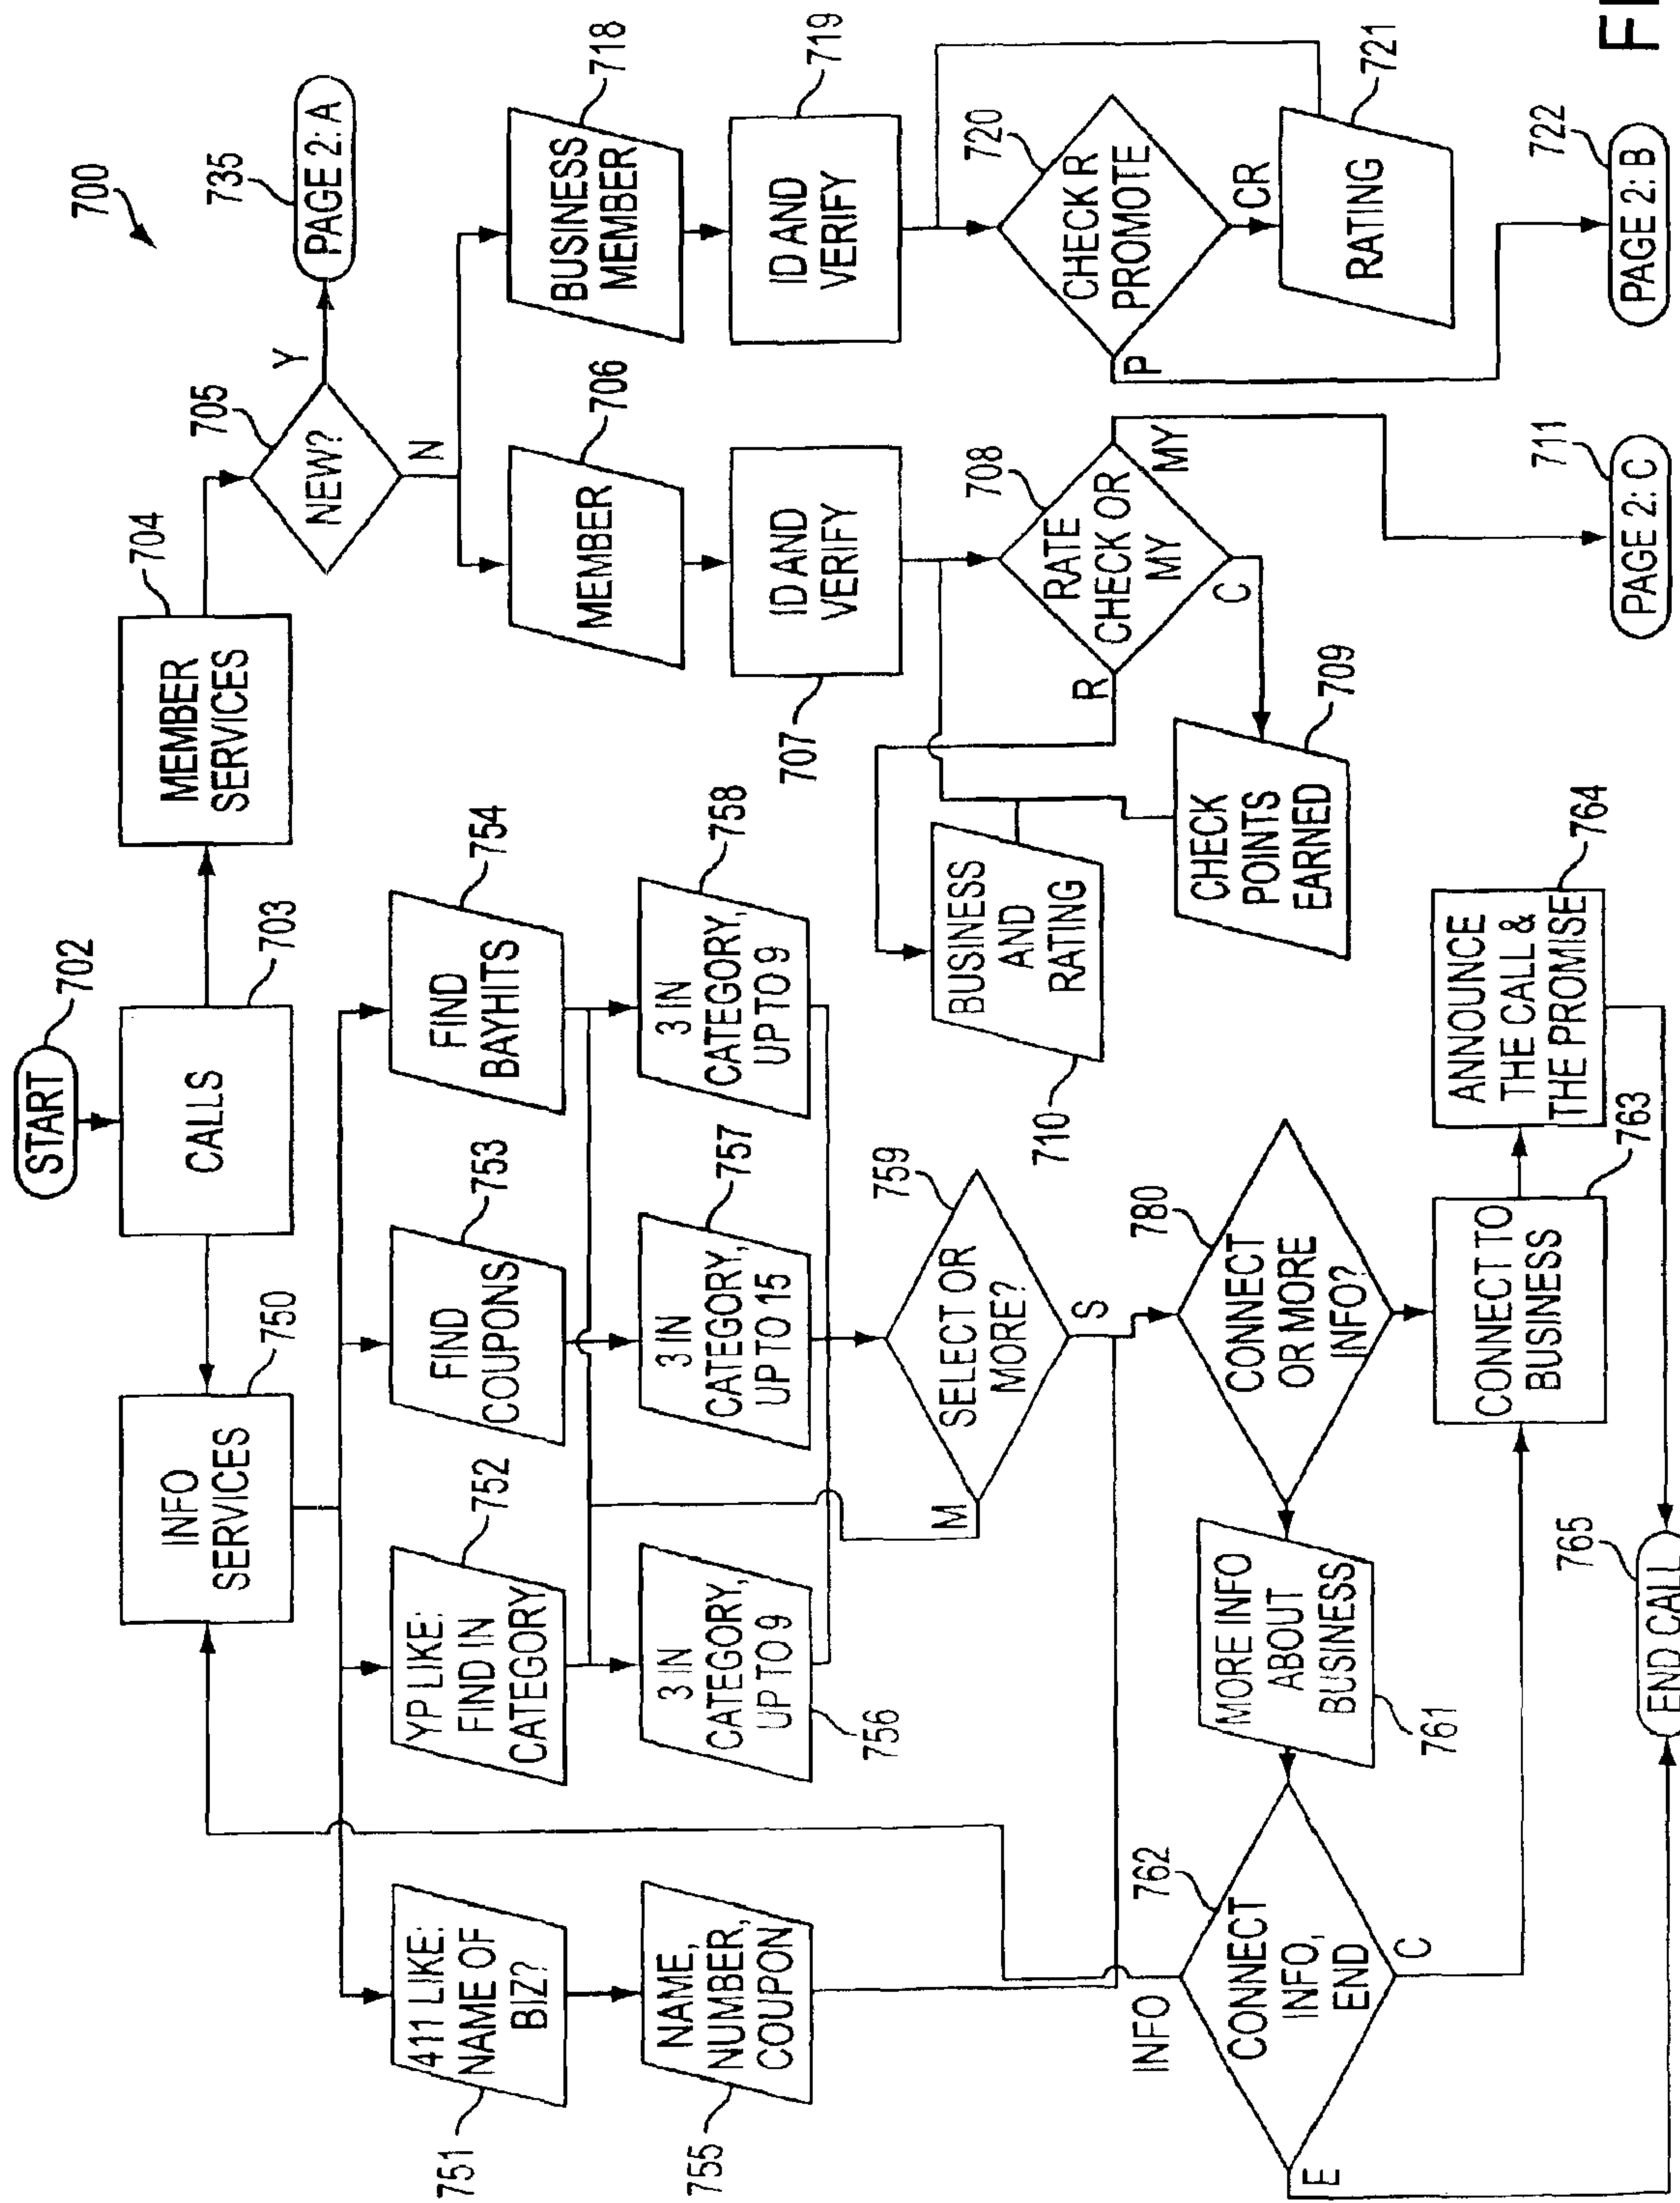 700
START
702
CALLS
703
INFO
SERVICES
750
MEMBER
SERVICES
704
NEW?
705
Y
N
PAGE 2: A
735
411 LIKE:
NAME OF
BIZ?
751
YP LIKE:
FIND IN
CATEGORY
752
FIND
COUPONS
753
FIND
BAYHITS
754
MEMBER
706
BUSINESS
MEMBER
718
NAME,
NUMBER,
COUPON
755
3 IN
CATEGORY,
UP TO 9
756
3 IN
CATEGORY,
UP TO 15
757
3 IN
CATEGORY,
UP TO 9
758
ID AND
VERIFY
707
ID AND
VERIFY
719
SELECT OR
MORE?
759
M
S
BUSINESS
AND
RATING
710
RATE
CHECK OR
MY
708
R
C
MY
CHECK R
PROMOTE
720
P
CR
CONNECT
INFO,
END
762
INFO
E
C
MORE INFO
ABOUT
BUSINESS
761
CONNECT
OR MORE
INFO?
780
CHECK
POINTS
EARNED
709
RATING
721
CONNECT TO
BUSINESS
763
ANNOUNCE
THE CALL &
THE PROMISE
764
END CALL
765
PAGE 2: C
711
PAGE 2: B
722